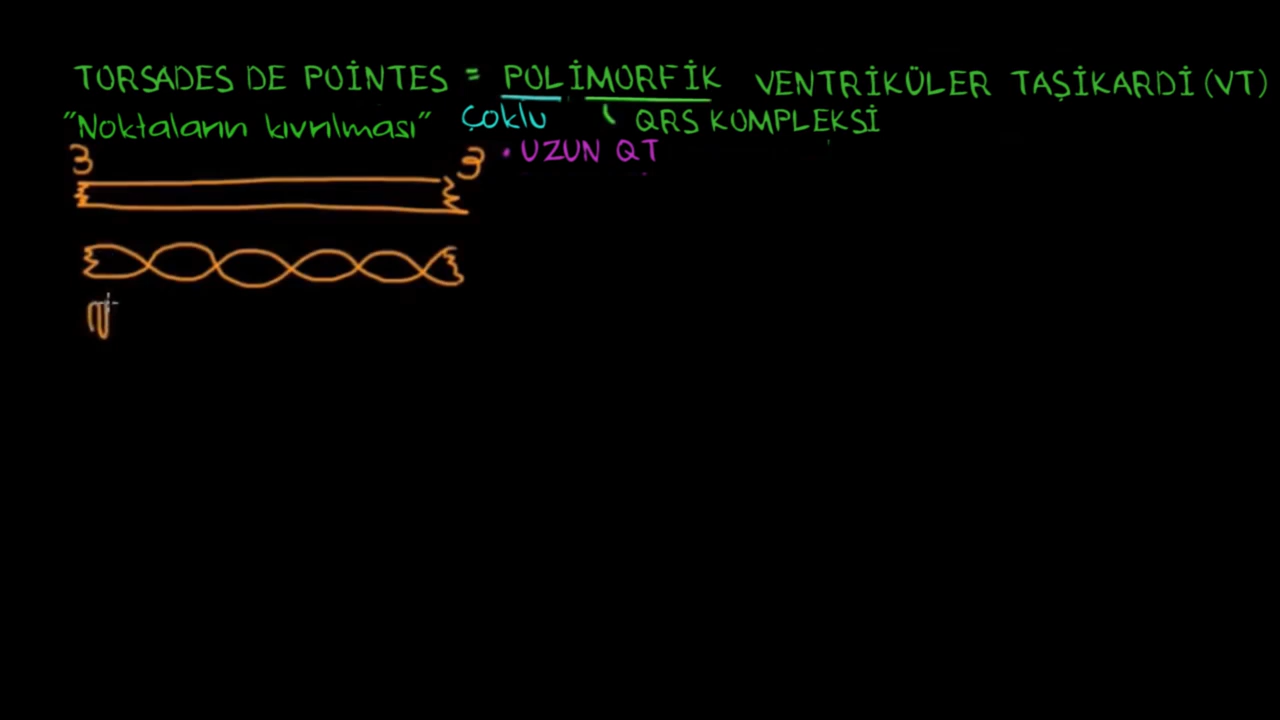 TORSADES DE POİNTES = POLİMORFİK VENTRİKÜLER TAŞİKARDİ (VT)
"Noktaların kıvrılması" Çoklu QRS KOMPLEKSİ
• UZUN QT